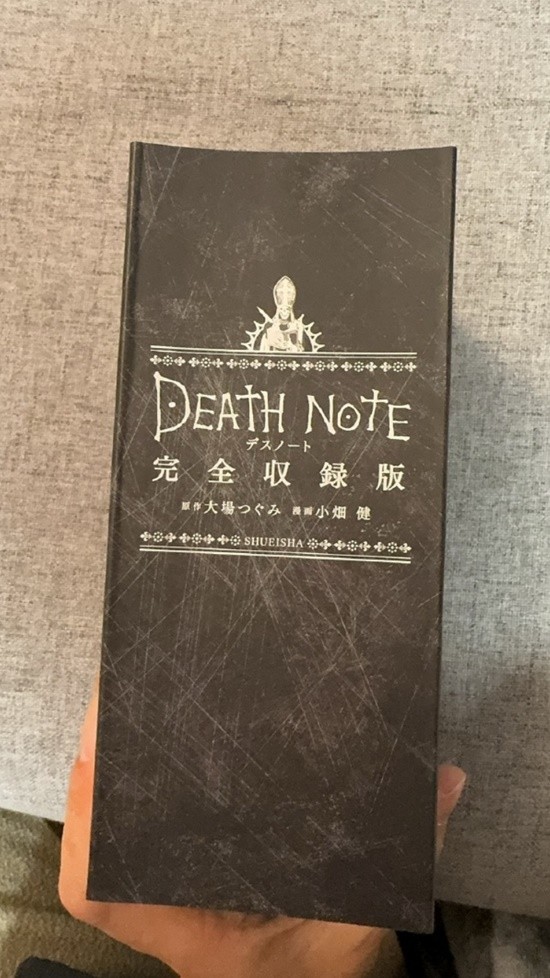 DEATH NOTE
デスノート
完全収録版
原作 大場つぐみ 漫画 小畑 健
SHUEISHA